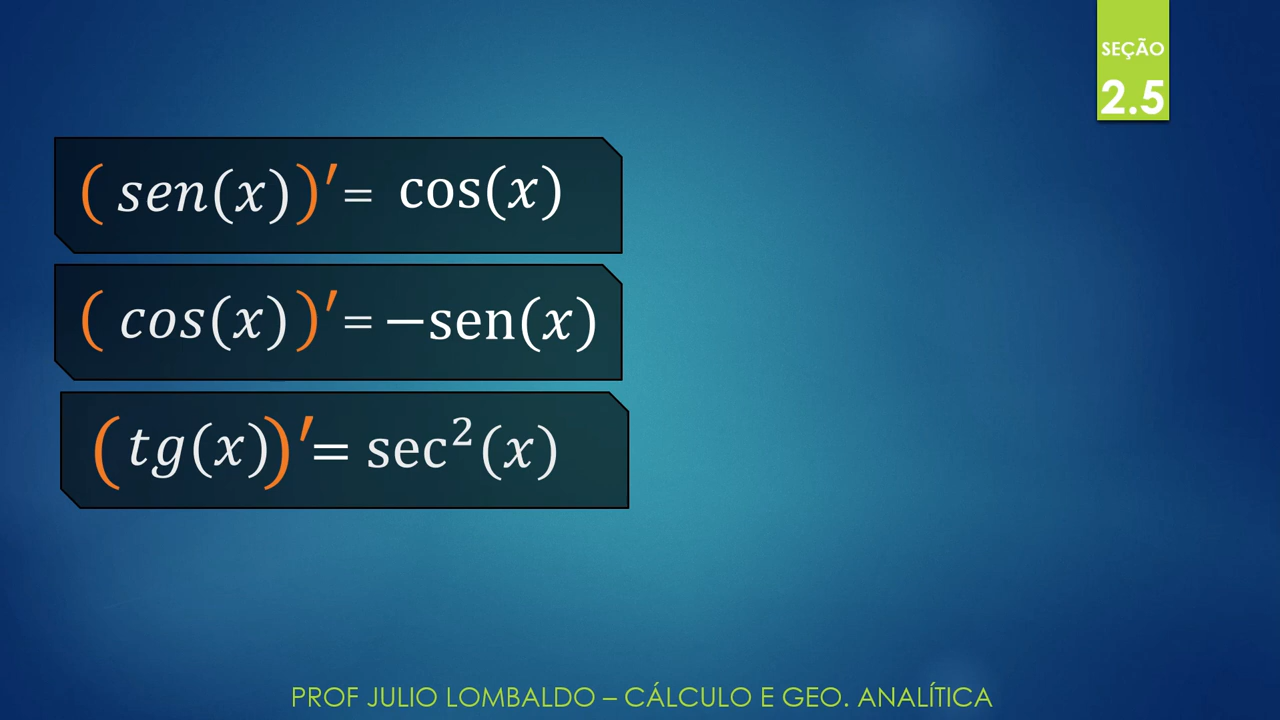 SEÇÃO
2.5
( sen(x) )′ = cos(x)
( cos(x) )′ = −sen(x)
( tg(x) )′ = sec²(x)
PROF JULIO LOMBALDO – CÁLCULO E GEO. ANALÍTICA